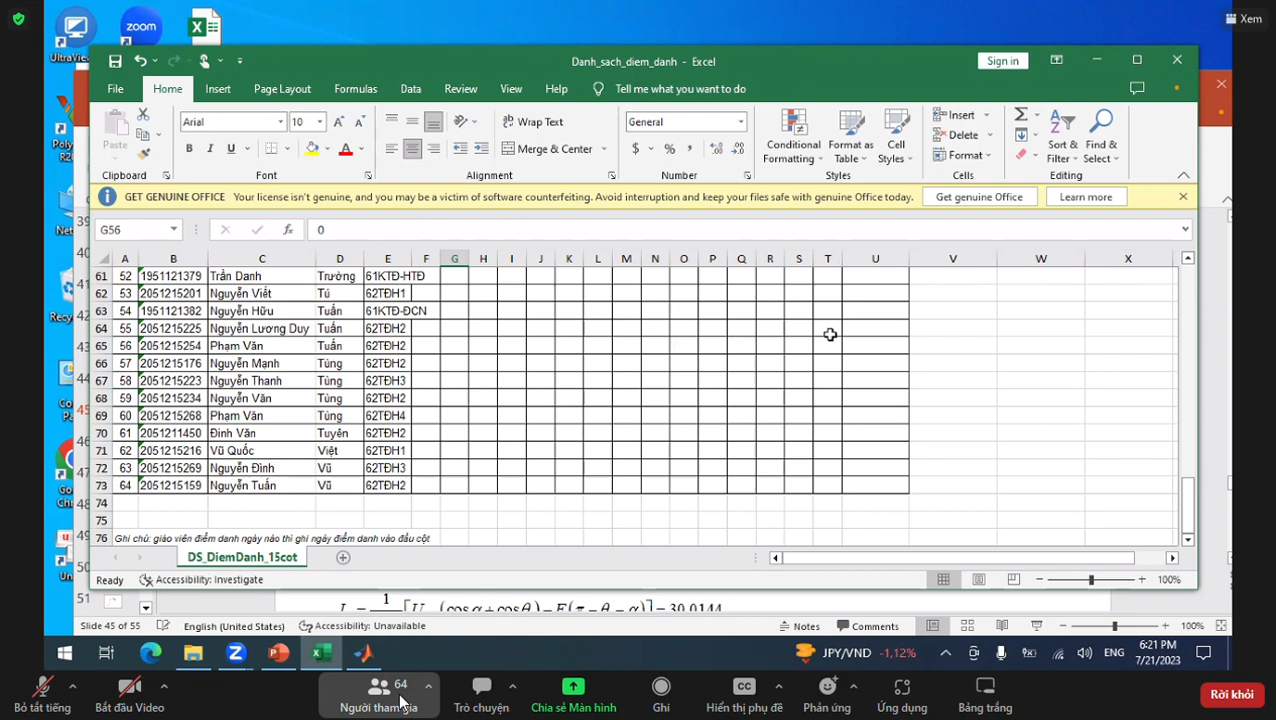 Xem
UltraView
zoom
Danh_sach_diem_danh - Excel
Sign in
File Home Insert Page Layout Formulas Data Review View Help Tell me what you want to do
Paste
Arial 10
Wrap Text
General
B I U
Merge & Center
$ % ,
Conditional Formatting
Format as Table
Cell Styles
Insert
Delete
Format
Sort & Filter
Find & Select
Clipboard Font Alignment Number Styles Cells Editing
GET GENUINE OFFICE Your license isn't genuine, and you may be a victim of software counterfeiting. Avoid interruption and keep your files safe with genuine Office today. Get genuine Office Learn more
G56 fx 0
A B C D E F G H I J K L M N O P Q R S T U V W X
61 52 1951121379 Trần Danh Trường 61KTĐ-HTĐ
62 53 2051215201 Nguyễn Viết Tú 62TĐH1
63 54 1951121382 Nguyễn Hữu Tuấn 61KTĐ-ĐCN
64 55 2051215225 Nguyễn Lương Duy Tuấn 62TĐH2
65 56 2051215254 Phạm Văn Tuấn 62TĐH2
66 57 2051215176 Nguyễn Mạnh Tùng 62TĐH2
67 58 2051215223 Nguyễn Thanh Tùng 62TĐH3
68 59 2051215234 Nguyễn Văn Tùng 62TĐH2
69 60 2051215268 Phạm Văn Tùng 62TĐH4
70 61 2051211450 Đinh Văn Tuyên 62TĐH2
71 62 2051215216 Vũ Quốc Việt 62TĐH1
72 63 2051215269 Nguyễn Đình Vũ 62TĐH3
73 64 2051215159 Nguyễn Tuấn Vũ 62TĐH2
74
75
76 Ghi chú: giáo viên điểm danh ngày nào thì ghi ngày điểm danh vào đầu cột
DS_DiemDanh_15cot
Ready Accessibility: Investigate 100%
51
Slide 45 of 55 English (United States) Accessibility: Unavailable Notes Comments 100%
JPY/VND -1,12% ENG 6:21 PM
7/21/2023
64
Bỏ tắt tiếng Bắt đầu Video Người tham gia Trò chuyện Chia sẻ Màn hình Ghi Hiển thị phụ đề Phản ứng Ứng dụng Bảng trắng Rời khỏi